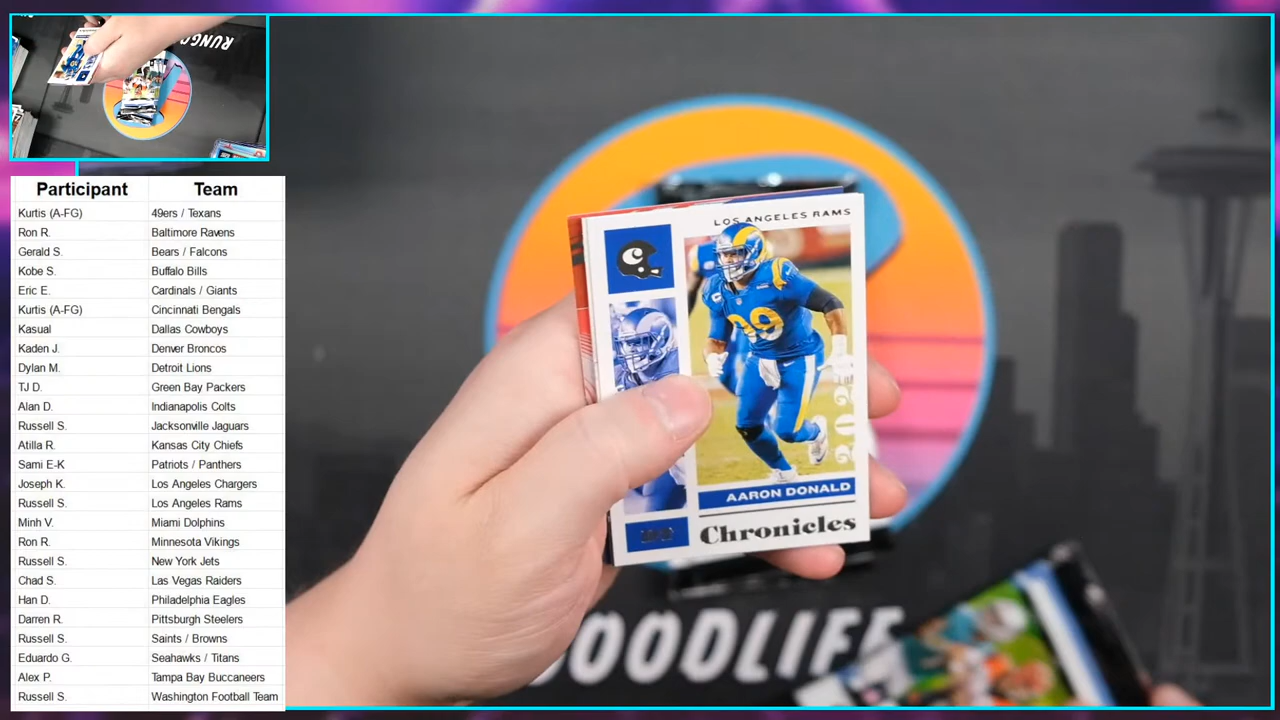 RUNGOOD
Participant Team
Kurtis (A-FG) 49ers / Texans
Ron R. Baltimore Ravens
Gerald S. Bears / Falcons
Kobe S. Buffalo Bills
Eric E. Cardinals / Giants
Kurtis (A-FG) Cincinnati Bengals
Kasual Dallas Cowboys
Kaden J. Denver Broncos
Dylan M. Detroit Lions
TJ D. Green Bay Packers
Alan D. Indianapolis Colts
Russell S. Jacksonville Jaguars
Atilla R. Kansas City Chiefs
Sami E-K Patriots / Panthers
Joseph K. Los Angeles Chargers
Russell S. Los Angeles Rams
Minh V. Miami Dolphins
Ron R. Minnesota Vikings
Russell S. New York Jets
Chad S. Las Vegas Raiders
Han D. Philadelphia Eagles
Darren R. Pittsburgh Steelers
Russell S. Saints / Browns
Eduardo G. Seahawks / Titans
Alex P. Tampa Bay Buccaneers
Russell S. Washington Football Team
LOS ANGELES RAMS
C
99
AARON DONALD
Chronicles
GOODLIFE